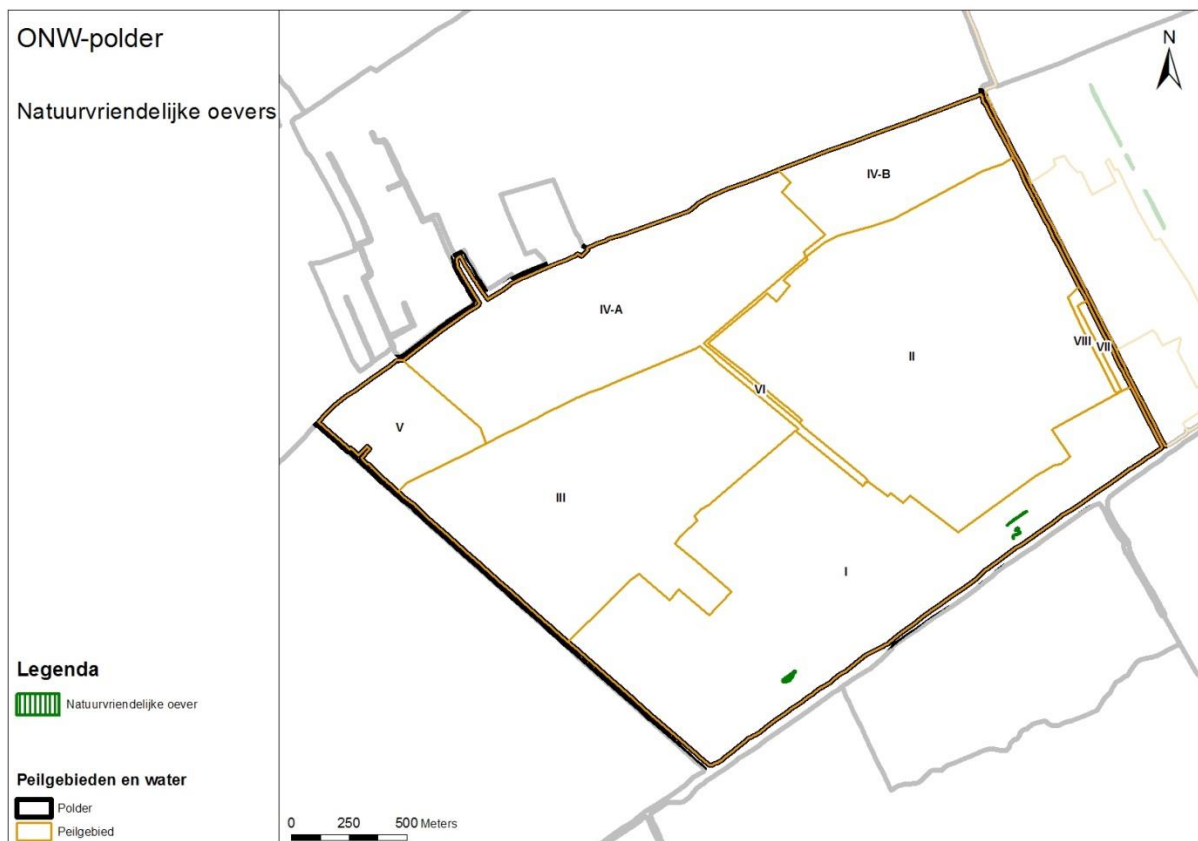 ONW-polder
Natuurvriendelijke oevers
N
IV-B
IV-A
II
VIII
VII
VI
V
III
I
Legenda
Natuurvriendelijke oever
Peilgebieden en water
Polder
Peilgebied
0 250 500 Meters